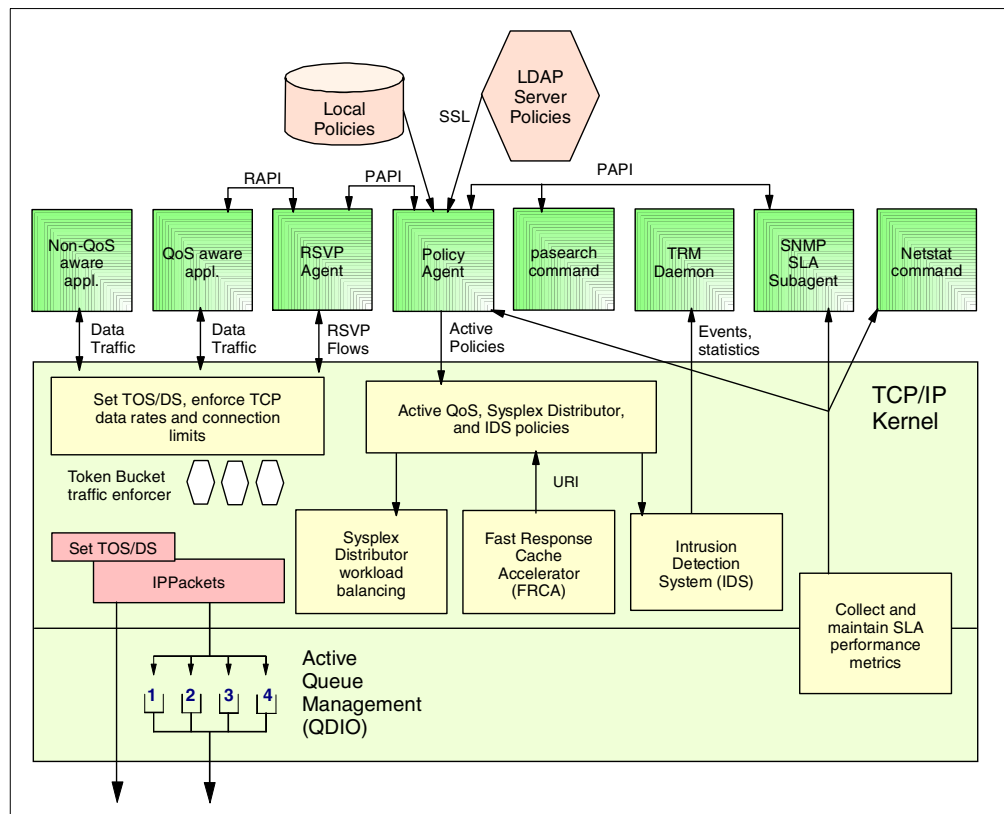 LDAP
Server
Policies
Local
Policies
SSL
RAPI
PAPI
PAPI
Non-QoS
aware
appl.
QoS aware
appl.
RSVP
Agent
Policy
Agent
pasearch
command
TRM
Daemon
SNMP
SLA
Subagent
Netstat
command
Data
Traffic
Data
Traffic
RSVP
Flows
Active
Policies
Events,
statistics
Set TOS/DS, enforce TCP
data rates and connection
limits
Active QoS, Sysplex Distributor,
and IDS policies
TCP/IP
Kernel
Token Bucket
traffic enforcer
URI
Set TOS/DS
IPPackets
Sysplex
Distributor
workload
balancing
Fast Response
Cache
Accelerator
(FRCA)
Intrusion
Detection
System (IDS)
Collect and
maintain SLA
performance
metrics
1 2 3 4
Active
Queue
Management
(QDIO)